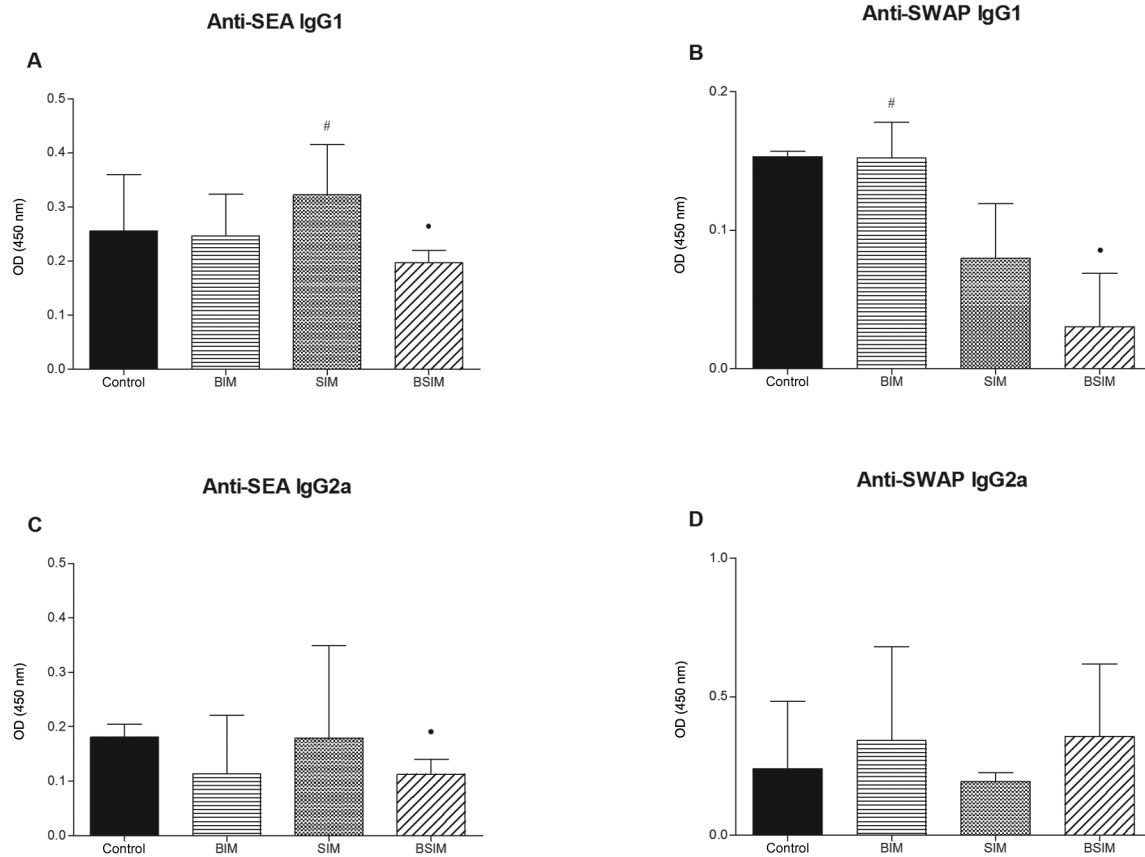 Anti-SEA IgG1
A
OD (450 nm)
0.5
0.4
0.3
0.2
0.1
0.0
#
•
Control BIM SIM BSIM
Anti-SWAP IgG1
B
OD (450 nm)
0.2
0.1
0.0
#
•
Control BIM SIM BSIM
Anti-SEA IgG2a
C
OD (450 nm)
0.5
0.4
0.3
0.2
0.1
0.0
•
Control BIM SIM BSIM
Anti-SWAP IgG2a
D
OD (450 nm)
1.0
0.5
0.0
Control BIM SIM BSIM